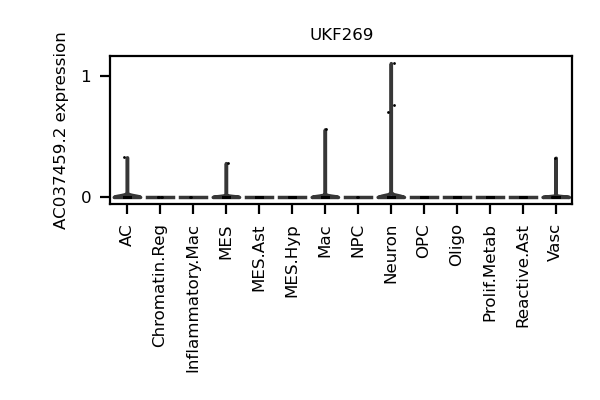 UKF269
AC037459.2 expression
1
0
AC
Chromatin.Reg
Inflammatory.Mac
MES
MES.Ast
MES.Hyp
Mac
NPC
Neuron
OPC
Oligo
Prolif.Metab
Reactive.Ast
Vasc